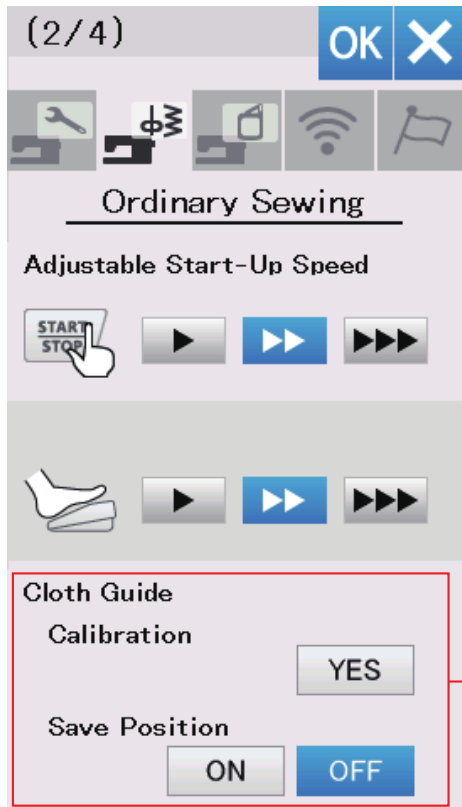 (2/4)
OK
Ordinary Sewing
Adjustable Start-Up Speed
START
STOP
Cloth Guide
Calibration
YES
Save Position
ON OFF